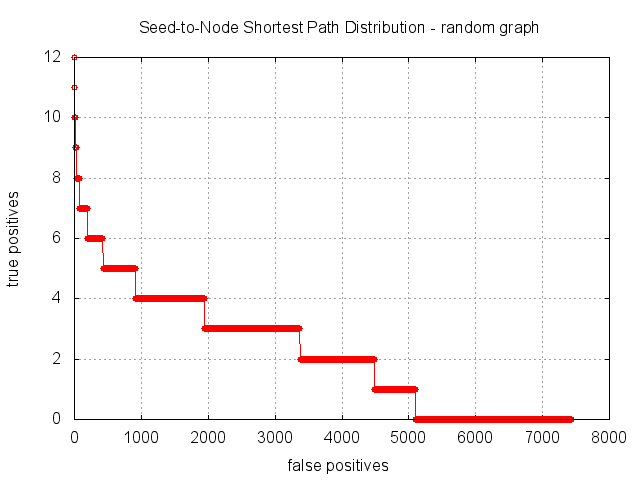 Seed-to-Node Shortest Path Distribution - random graph
12
10
8
6
4
2
0
true positives
0 1000 2000 3000 4000 5000 6000 7000 8000
false positives